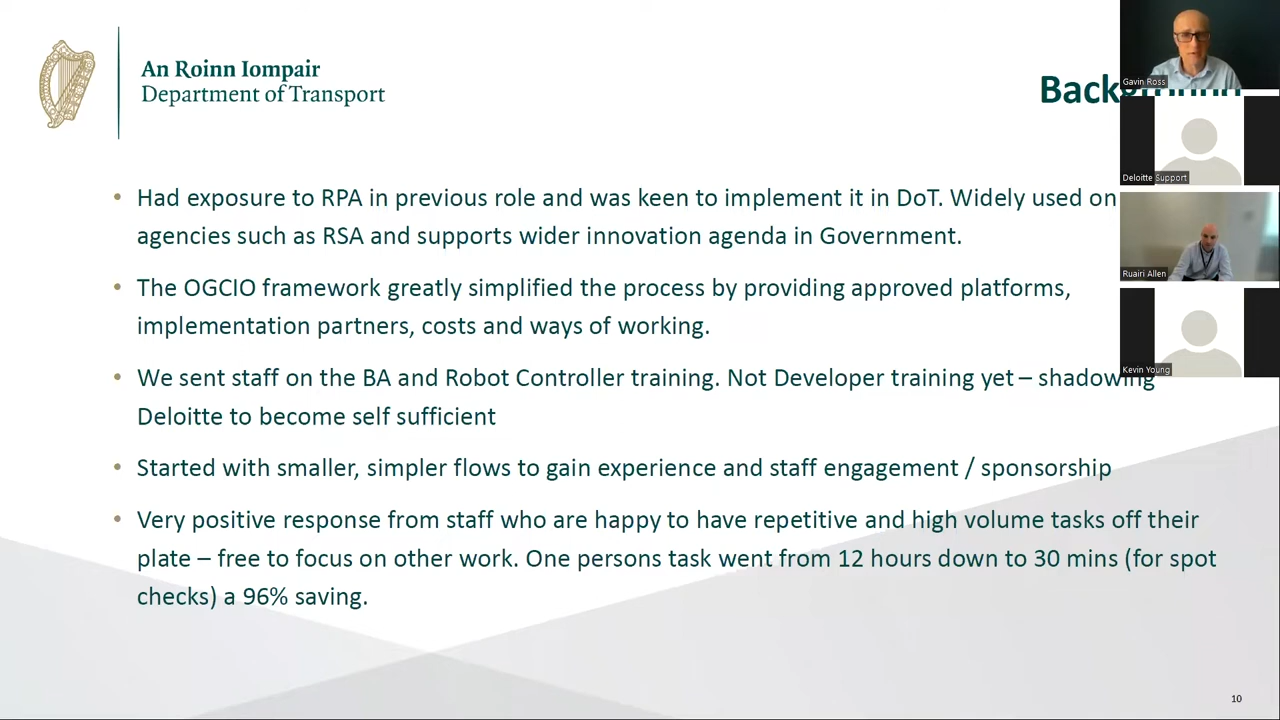 An Roinn Iompair
Department of Transport
Had exposure to RPA in previous role and was keen to implement it in DoT. Widely used on
agencies such as RSA and supports wider innovation agenda in Government.
The OGCIO framework greatly simplified the process by providing approved platforms,
implementation partners, costs and ways of working.
We sent staff on the BA and Robot Controller training. Not Developer training yet – shadowing
Deloitte to become self sufficient
Started with smaller, simpler flows to gain experience and staff engagement / sponsorship
Very positive response from staff who are happy to have repetitive and high volume tasks off their
plate – free to focus on other work. One persons task went from 12 hours down to 30 mins (for spot
checks) a 96% saving.
10
Gavin Ross
Deloitte Support
Ruairi Allen
Kevin Young